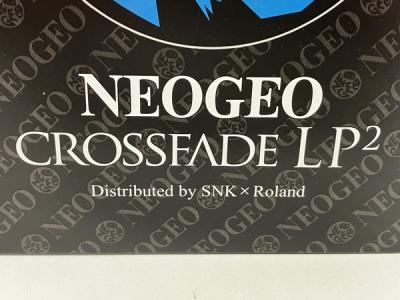 NEOGEO
CROSSFADE LP2
Distributed by SNK × Roland